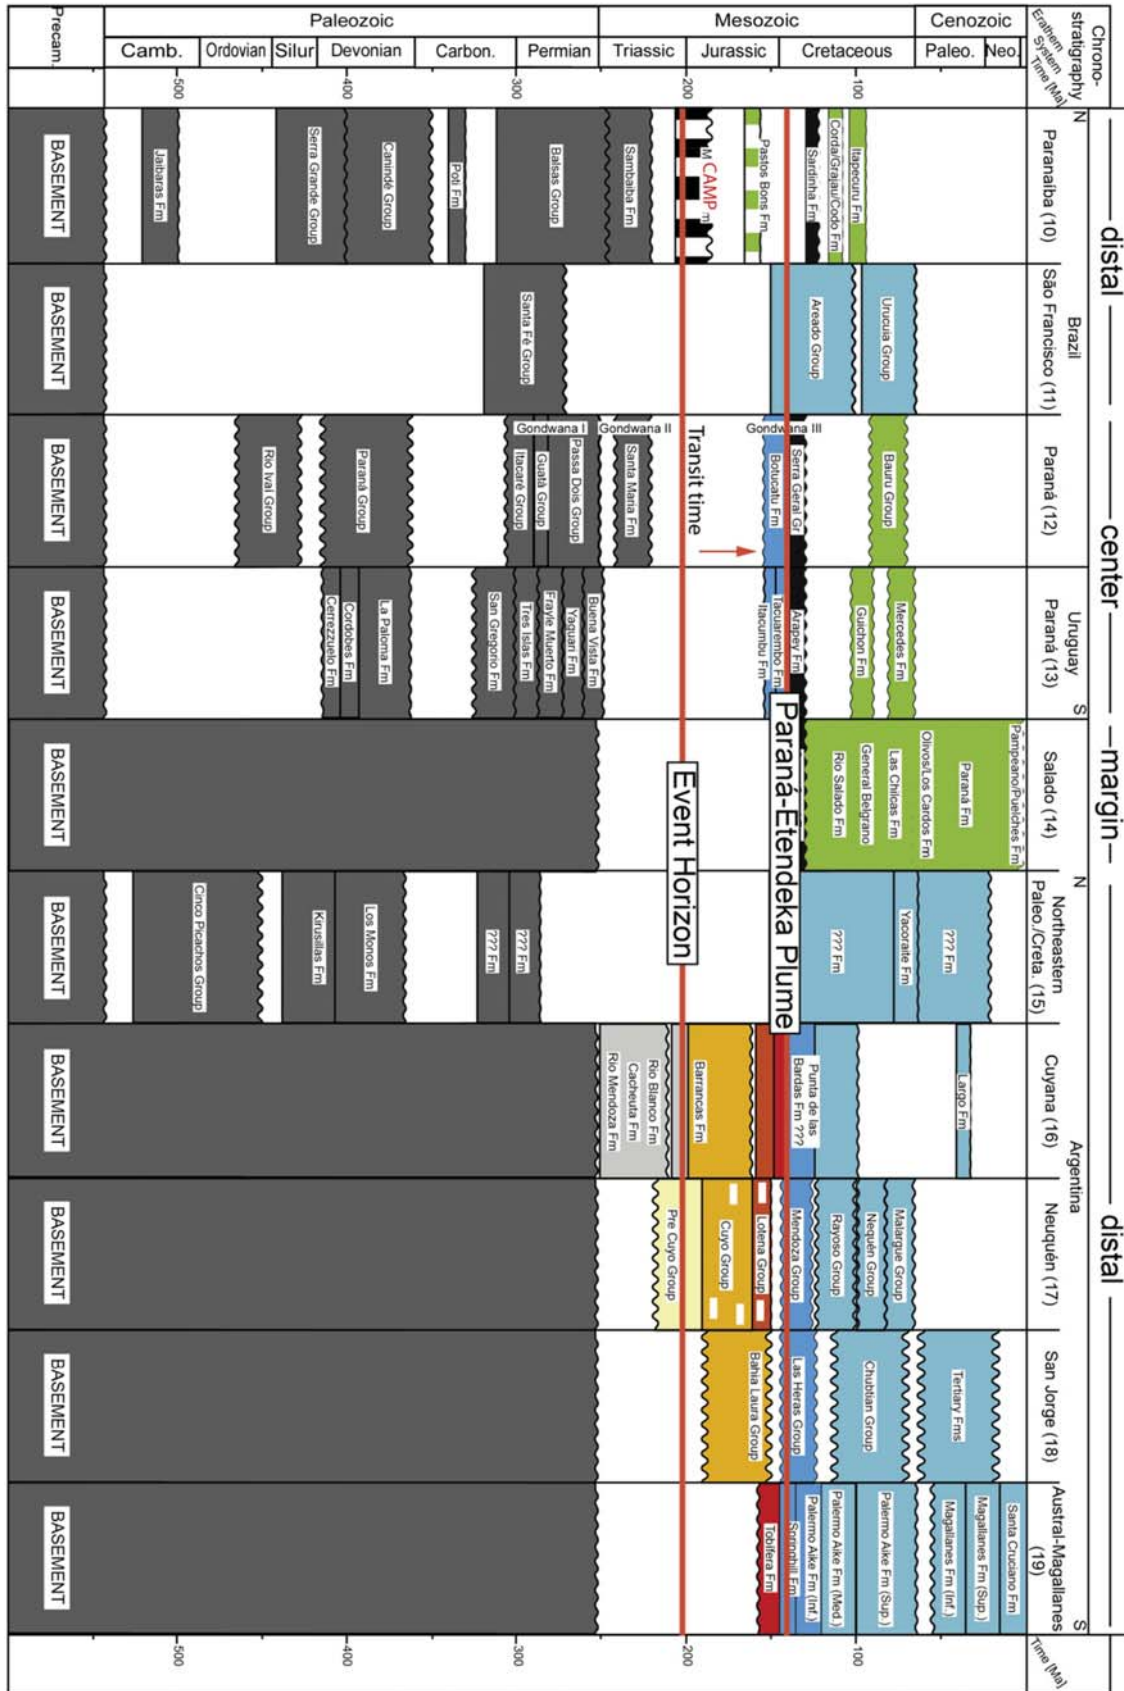 Chrono-
stratigraphy
Erathem
System
Time [Ma]
Cenozoic
Mesozoic
Paleozoic
Precam.
Neo.
Paleo.
Cretaceous
Jurassic
Triassic
Permian
Carbon.
Devonian
Silur
Ordovian
Camb.
100
200
300
400
500
distal
center
margin
distal
N
Brazil
Uruguay
S
N
Argentina
S
Paranaiba (10)
Itapecuru Fm
Corda/Grajau/Codo Fm
Sardinha Fm
Pastos Bons Fm
CAMP
Sambaiba Fm
Balsas Group
Poti Fm
Canindé Group
Serra Grande Group
Jaibaras Fm
BASEMENT
São Francisco (11)
Urucuia Group
Areado Group
Santa Fé Group
BASEMENT
Paraná (12)
Bauru Group
Serra Geral Gr
Gondwana III
Botucatu Fm
Transit time
Gondwana II
Santa Maria Fm
Gondwana I
Passa Dois Group
Guatá Group
Itacaré Group
Paraná Group
Rio Ivaí Group
BASEMENT
Paraná (13)
Mercedes Fm
Guichon Fm
Arapey Fm
Tacuarembo Fm
Itacumbu Fm
Buena Vista Fm
Yaguari Fm
Frayle Muerto Fm
Tres Islas Fm
San Gregorio Fm
La Paloma Fm
Cordobes Fm
Cerrezzuelo Fm
BASEMENT
Salado (14)
Pampeano/Puelches Fm
Paraná Fm
Olivos/Los Cardos Fm
Las Chilcas Fm
General Belgrano
Rio Salado Fm
Paraná-Etendeka Plume
Event Horizon
BASEMENT
Northeastern
Paleo./Creta. (15)
??? Fm
Yacoraite Fm
??? Fm
??? Fm
??? Fm
Los Monos Fm
Kirusillas Fm
Cinco Picachos Group
BASEMENT
Cuyana (16)
Largo Fm
Punta de las
Bardas Fm ???
Barrancas Fm
Rio Blanco Fm
Cacheuta Fm
Rio Mendoza Fm
BASEMENT
Neuquén (17)
Malargue Group
Nequén Group
Rayoso Group
Mendoza Group
Lotena Group
Cuyo Group
Pre Cuyo Group
BASEMENT
San Jorge (18)
Tertiary Fms
Chubtian Group
Las Heras Group
Bahia Laura Group
BASEMENT
Austral-Magallanes
(19)
Santa Cruciano Fm
Magallanes Fm (Sup.)
Magallanes Fm (Inf.)
Palermo Aike Fm (Sup.)
Palermo Aike Fm (Med.)
Palermo Aike Fm (Inf.)
Springhill Fm
Tobifera Fm
BASEMENT
Time [Ma]
100
200
300
400
500